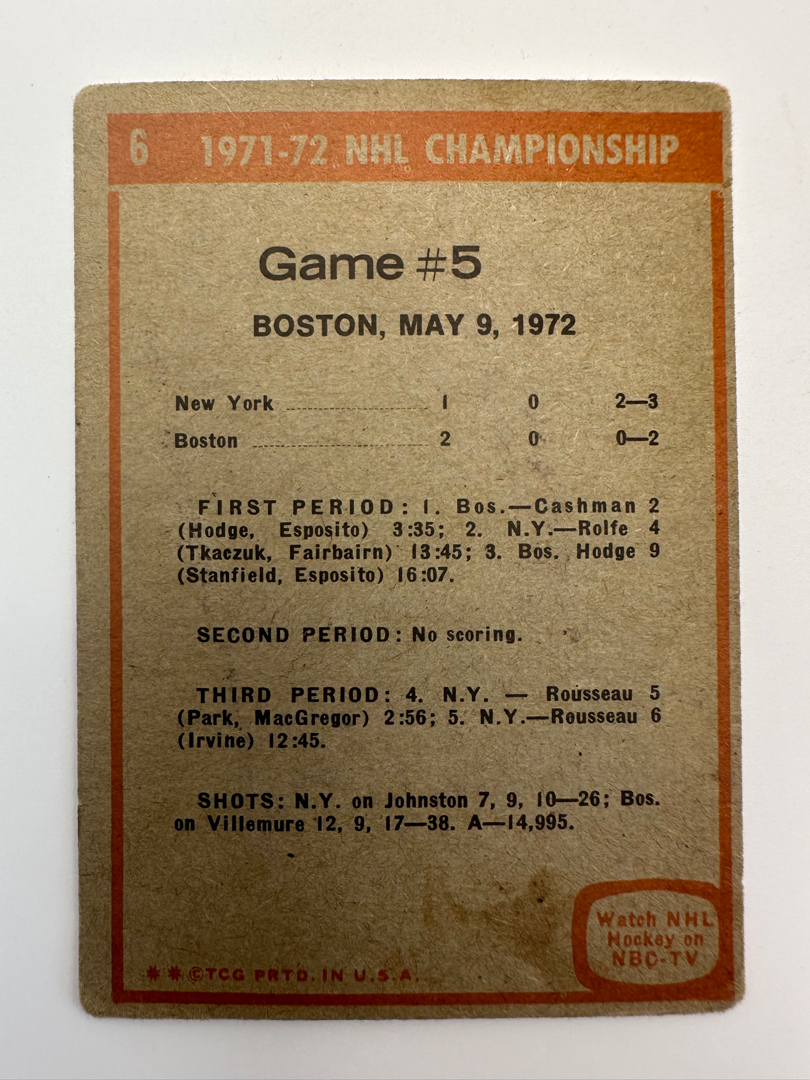 6 1971-72 NHL CHAMPIONSHIP
Game #5
BOSTON, MAY 9, 1972
New York 1 0 2—3
Boston 2 0 0—2
FIRST PERIOD: 1. Bos.—Cashman 2
(Hodge, Esposito) 3:35; 2. N.Y.—Rolfe 4
(Tkaczuk, Fairbairn) 13:45; 3. Bos. Hodge 9
(Stanfield, Esposito) 16:07.
SECOND PERIOD: No scoring.
THIRD PERIOD: 4. N.Y. — Rousseau 5
(Park, MacGregor) 2:56; 5. N.Y.—Rousseau 6
(Irvine) 12:45.
SHOTS: N.Y. on Johnston 7, 9, 10—26; Bos.
on Villemure 12, 9, 17—38. A—14,995.
Watch NHL
Hockey on
NBC-TV
* * ©TCG PRTD. IN U.S.A.